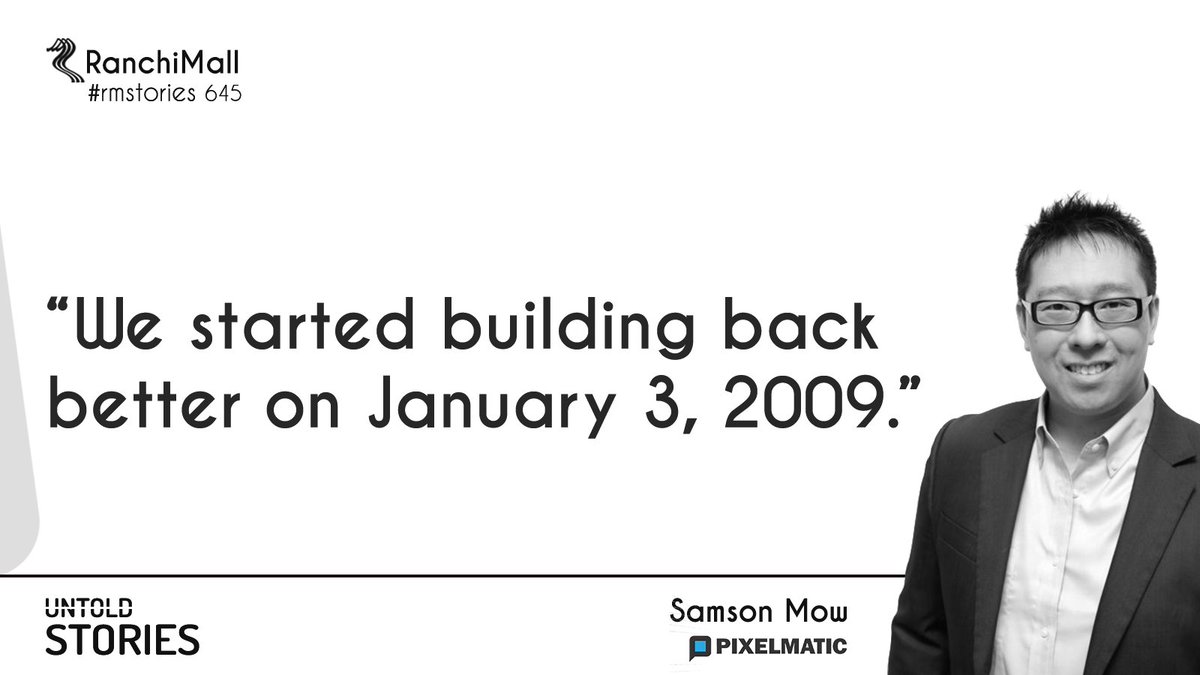 RanchiMall
#rmstories 645
“We started building back
better on January 3, 2009.”
UNTOLD
STORIES
Samson Mow
PIXELMATIC